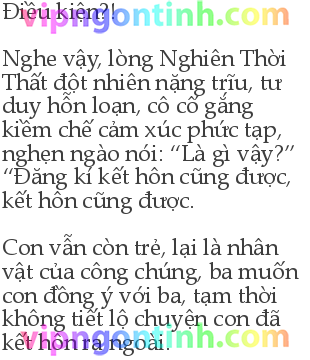 Điều kiện?!
vipngontinh.com
Nghe vậy, lòng Nghiên Thời
Thất đột nhiên nặng trĩu, tư
duy hỗn loạn, cô cố gắng
kiềm chế cảm xúc phức tạp,
nghẹn ngào nói: “Là gì vậy?”
“Đăng kí kết hôn cũng được,
kết hôn cũng được.
Con vẫn còn trẻ, lại là nhân
vật của công chúng, ba muốn
con đồng ý với ba, tạm thời
không tiết lộ chuyện con đã
kết hôn ra ngoài.
vipngontinh.com